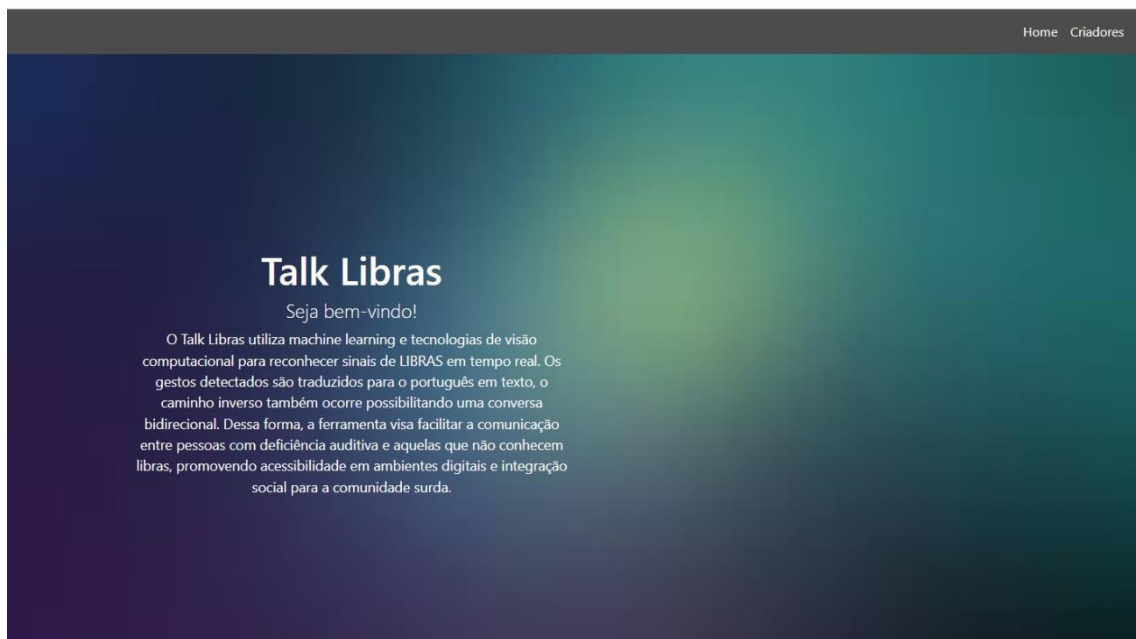 Home Criadores
Talk Libras
Seja bem-vindo!
O Talk Libras utiliza machine learning e tecnologias de visão
computacional para reconhecer sinais de LIBRAS em tempo real. Os
gestos detectados são traduzidos para o português em texto, o
caminho inverso também ocorre possibilitando uma conversa
bidirecional. Dessa forma, a ferramenta visa facilitar a comunicação
entre pessoas com deficiência auditiva e aquelas que não conhecem
libras, promovendo acessibilidade em ambientes digitais e integração
social para a comunidade surda.